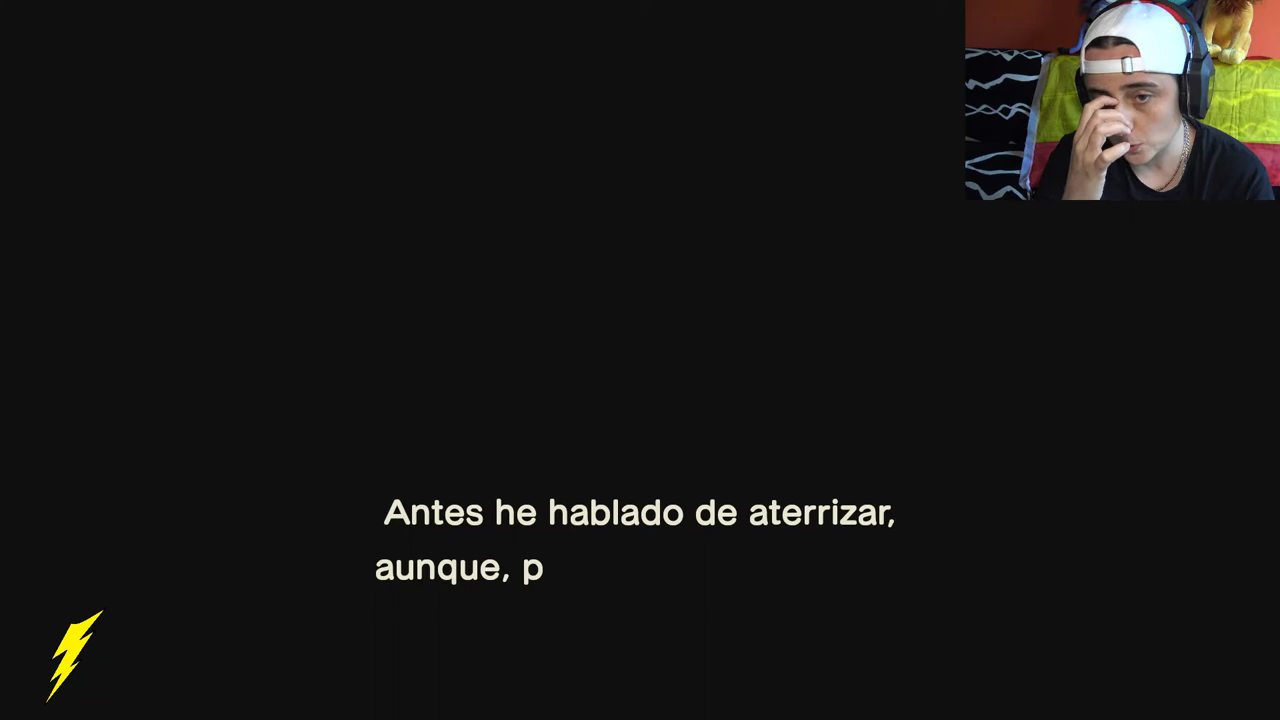 Antes he hablado de aterrizar,
aunque, p